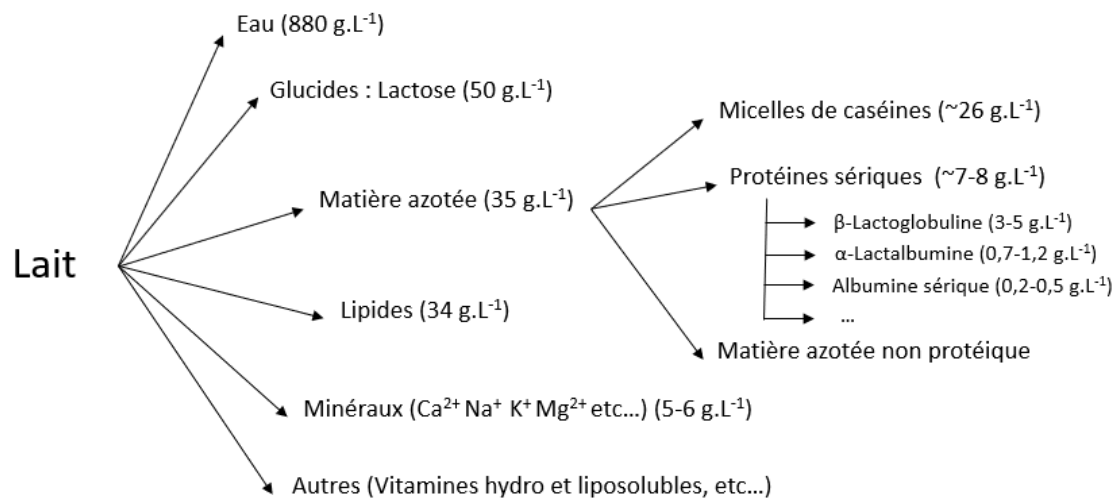 Eau (880 g.L⁻¹)
Glucides : Lactose (50 g.L⁻¹)
Micelles de caséines (~26 g.L⁻¹)
Protéines sériques (~7-8 g.L⁻¹)
Matière azotée (35 g.L⁻¹)
β-Lactoglobuline (3-5 g.L⁻¹)
α-Lactalbumine (0,7-1,2 g.L⁻¹)
Lait
Albumine sérique (0,2-0,5 g.L⁻¹)
Lipides (34 g.L⁻¹)
...
Matière azotée non protéique
Minéraux (Ca²⁺ Na⁺ K⁺ Mg²⁺ etc...) (5-6 g.L⁻¹)
Autres (Vitamines hydro et liposolubles, etc...)